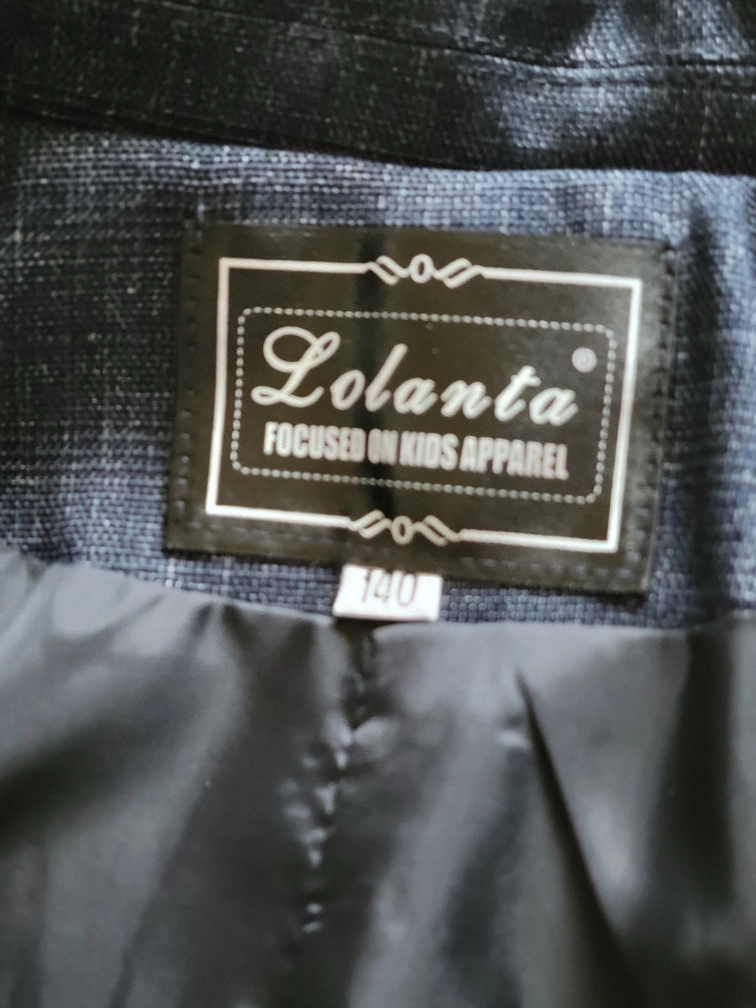 Lolanta ®
FOCUSED ON KIDS APPAREL
140